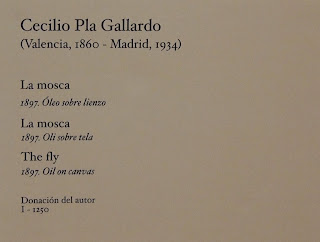 Cecilio Pla Gallardo
(Valencia, 1860 - Madrid, 1934)
La mosca
1897. Óleo sobre lienzo
La mosca
1897. Oli sobre tela
The fly
1897. Oil on canvas
Donación del autor
I - 1250